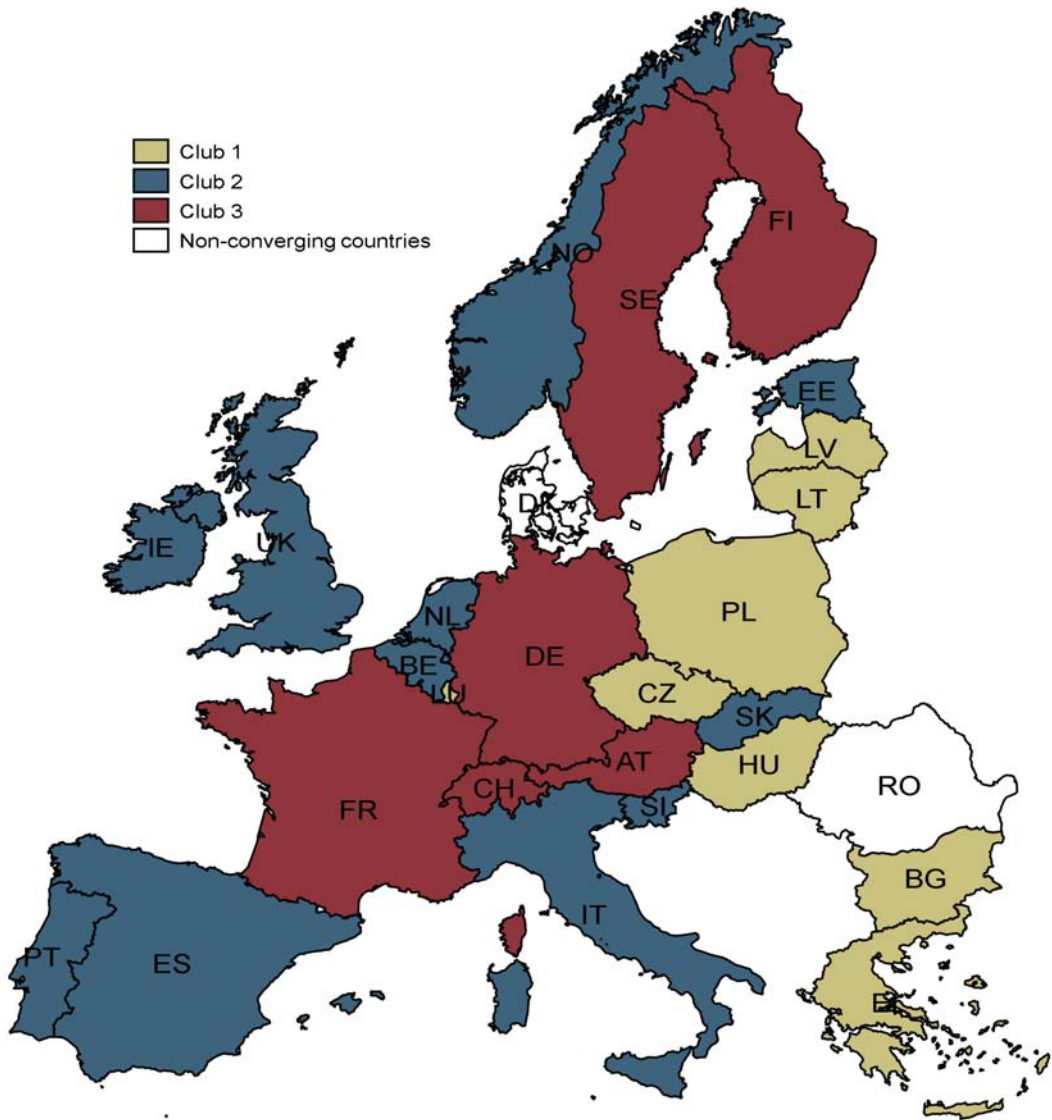 Club 1
Club 2
Club 3
Non-converging countries
NO
SE
FI
EE
LV
LT
DK
IE
UK
NL
BE
LU
DE
PL
CZ
SK
AT
HU
CH
FR
SI
RO
IT
BG
PT
ES
EL